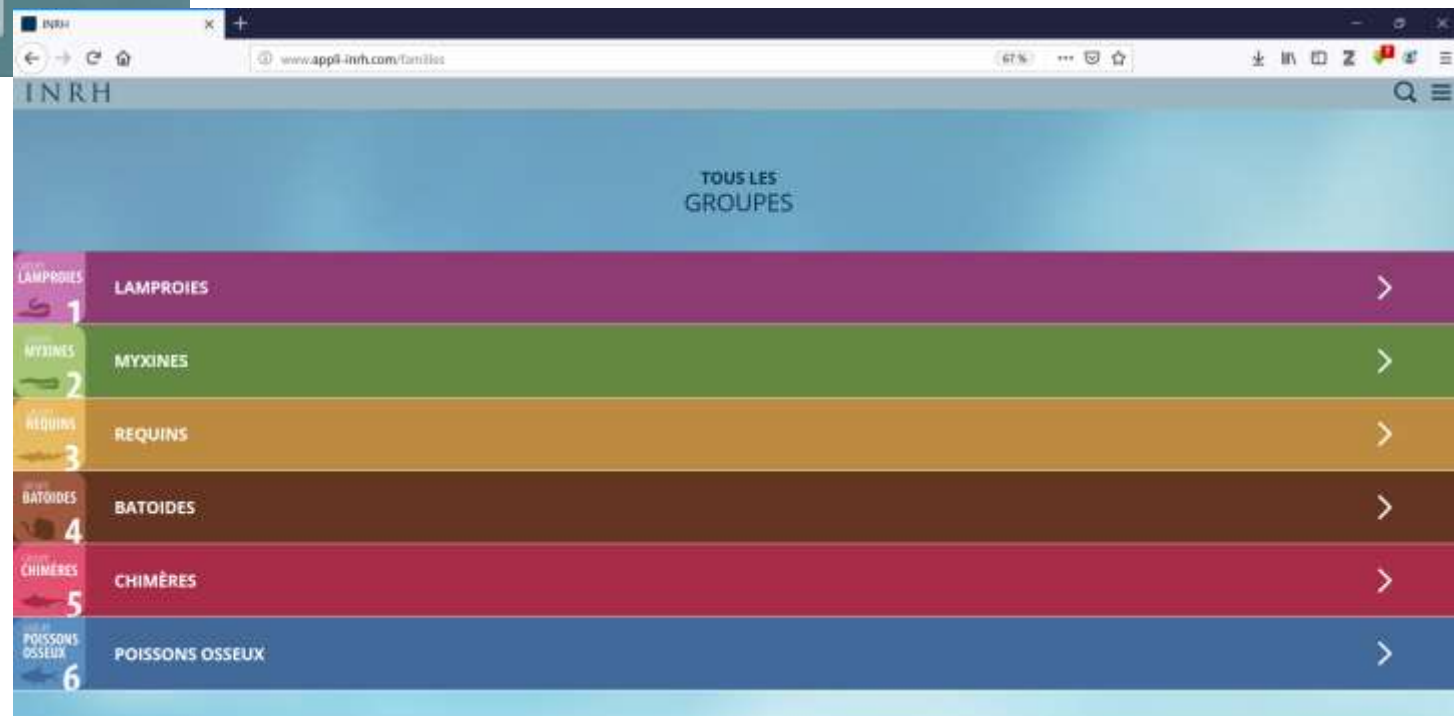 INRH
www.appli-inrh.com/familles
67 %
INRH
TOUS LES
GROUPES
LAMPROIES
1
LAMPROIES
MYXINES
2
MYXINES
REQUINS
3
REQUINS
BATOIDES
4
BATOIDES
CHIMÈRES
5
CHIMÈRES
POISSONS
OSSEUX
6
POISSONS OSSEUX